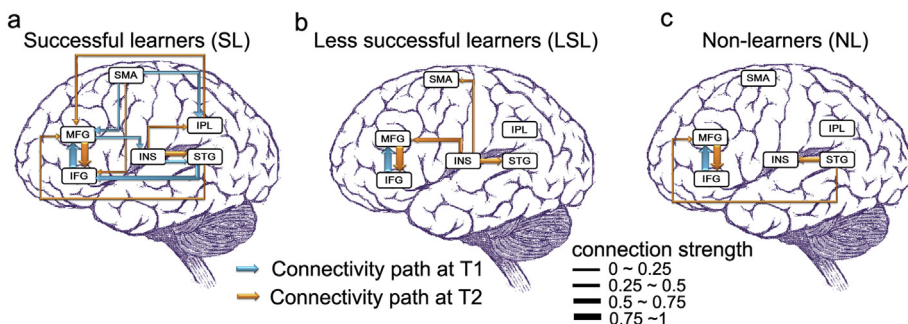 a
Successful learners (SL)
SMA
MFG
IPL
INS
STG
IFG
b
Less successful learners (LSL)
SMA
MFG
IPL
INS
STG
IFG
c
Non-learners (NL)
SMA
MFG
IPL
INS
STG
IFG
Connectivity path at T1
Connectivity path at T2
connection strength
0 ~ 0.25
0.25 ~ 0.5
0.5 ~ 0.75
0.75 ~1